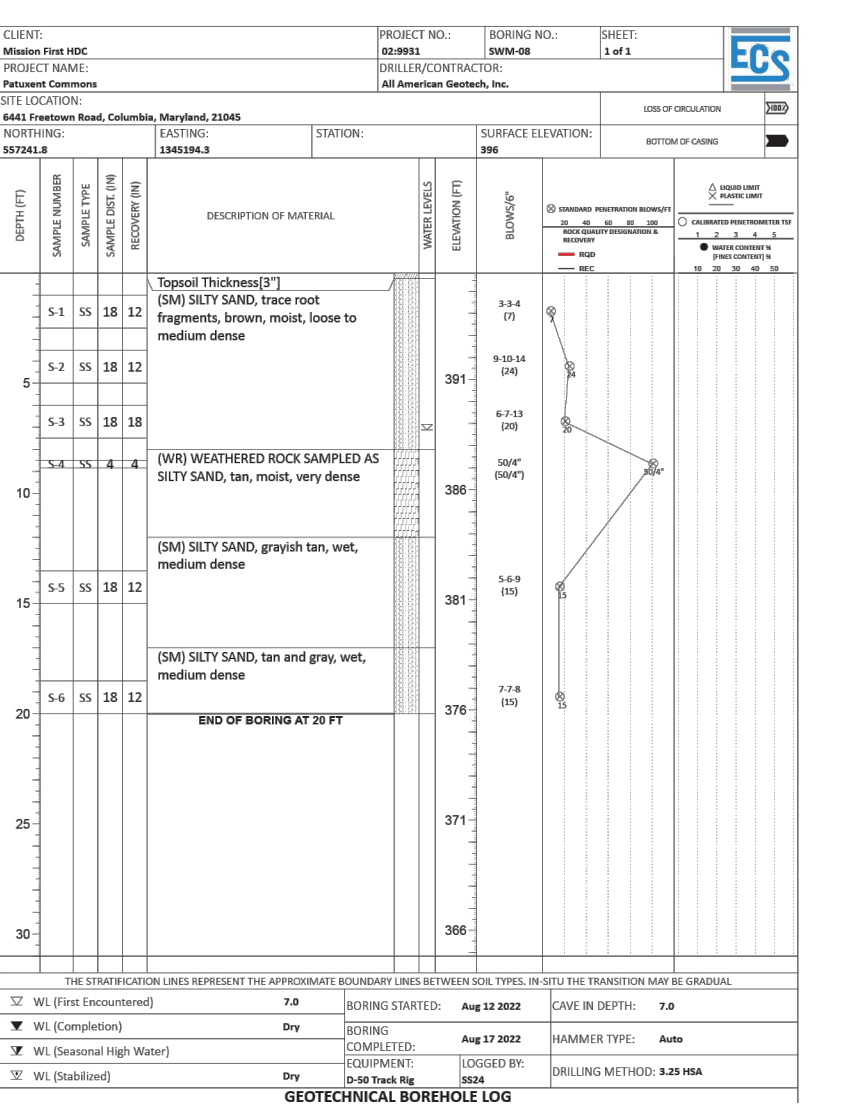 CLIENT:
Mission First HDC
PROJECT NO.:
02:9931
BORING NO.:
SWM-08
SHEET:
1 of 1
ECS
PROJECT NAME:
Patuxent Commons
DRILLER/CONTRACTOR:
All American Geotech, Inc.
SITE LOCATION:
6441 Freetown Road, Columbia, Maryland, 21045
LOSS OF CIRCULATION
100%
NORTHING:
557241.8
EASTING:
1345194.3
STATION:
SURFACE ELEVATION:
396
BOTTOM OF CASING
DEPTH (FT)
SAMPLE NUMBER
SAMPLE TYPE
SAMPLE DIST. (IN)
RECOVERY (IN)
DESCRIPTION OF MATERIAL
WATER LEVELS
ELEVATION (FT)
BLOWS/6"
STANDARD PENETRATION BLOWS/FT
20 40 60 80 100
ROCK QUALITY DESIGNATION &
RECOVERY
RQD
REC
LIQUID LIMIT
PLASTIC LIMIT
CALIBRATED PENETROMETER TSF
1 2 3 4 5
WATER CONTENT %
[FINES CONTENT] %
10 20 30 40 50
Topsoil Thickness[3"]
(SM) SILTY SAND, trace root
fragments, brown, moist, loose to
medium dense
S-1 SS 18 12
3-3-4
(7)
7
S-2 SS 18 12
9-10-14
(24)
24
5
391
S-3 SS 18 18
6-7-13
(20)
20
(WR) WEATHERED ROCK SAMPLED AS
SILTY SAND, tan, moist, very dense
S-4 SS 4 4
50/4"
(50/4")
50/4"
10
386
(SM) SILTY SAND, grayish tan, wet,
medium dense
S-5 SS 18 12
5-6-9
(15)
15
15
381
(SM) SILTY SAND, tan and gray, wet,
medium dense
S-6 SS 18 12
7-7-8
(15)
15
20
376
END OF BORING AT 20 FT
25
371
30
366
THE STRATIFICATION LINES REPRESENT THE APPROXIMATE BOUNDARY LINES BETWEEN SOIL TYPES. IN-SITU THE TRANSITION MAY BE GRADUAL
WL (First Encountered) 7.0
BORING STARTED: Aug 12 2022
CAVE IN DEPTH: 7.0
WL (Completion) Dry
BORING
COMPLETED: Aug 17 2022
HAMMER TYPE: Auto
WL (Seasonal High Water)
EQUIPMENT:
D-50 Track Rig
LOGGED BY:
SS24
DRILLING METHOD: 3.25 HSA
WL (Stabilized) Dry
GEOTECHNICAL BOREHOLE LOG